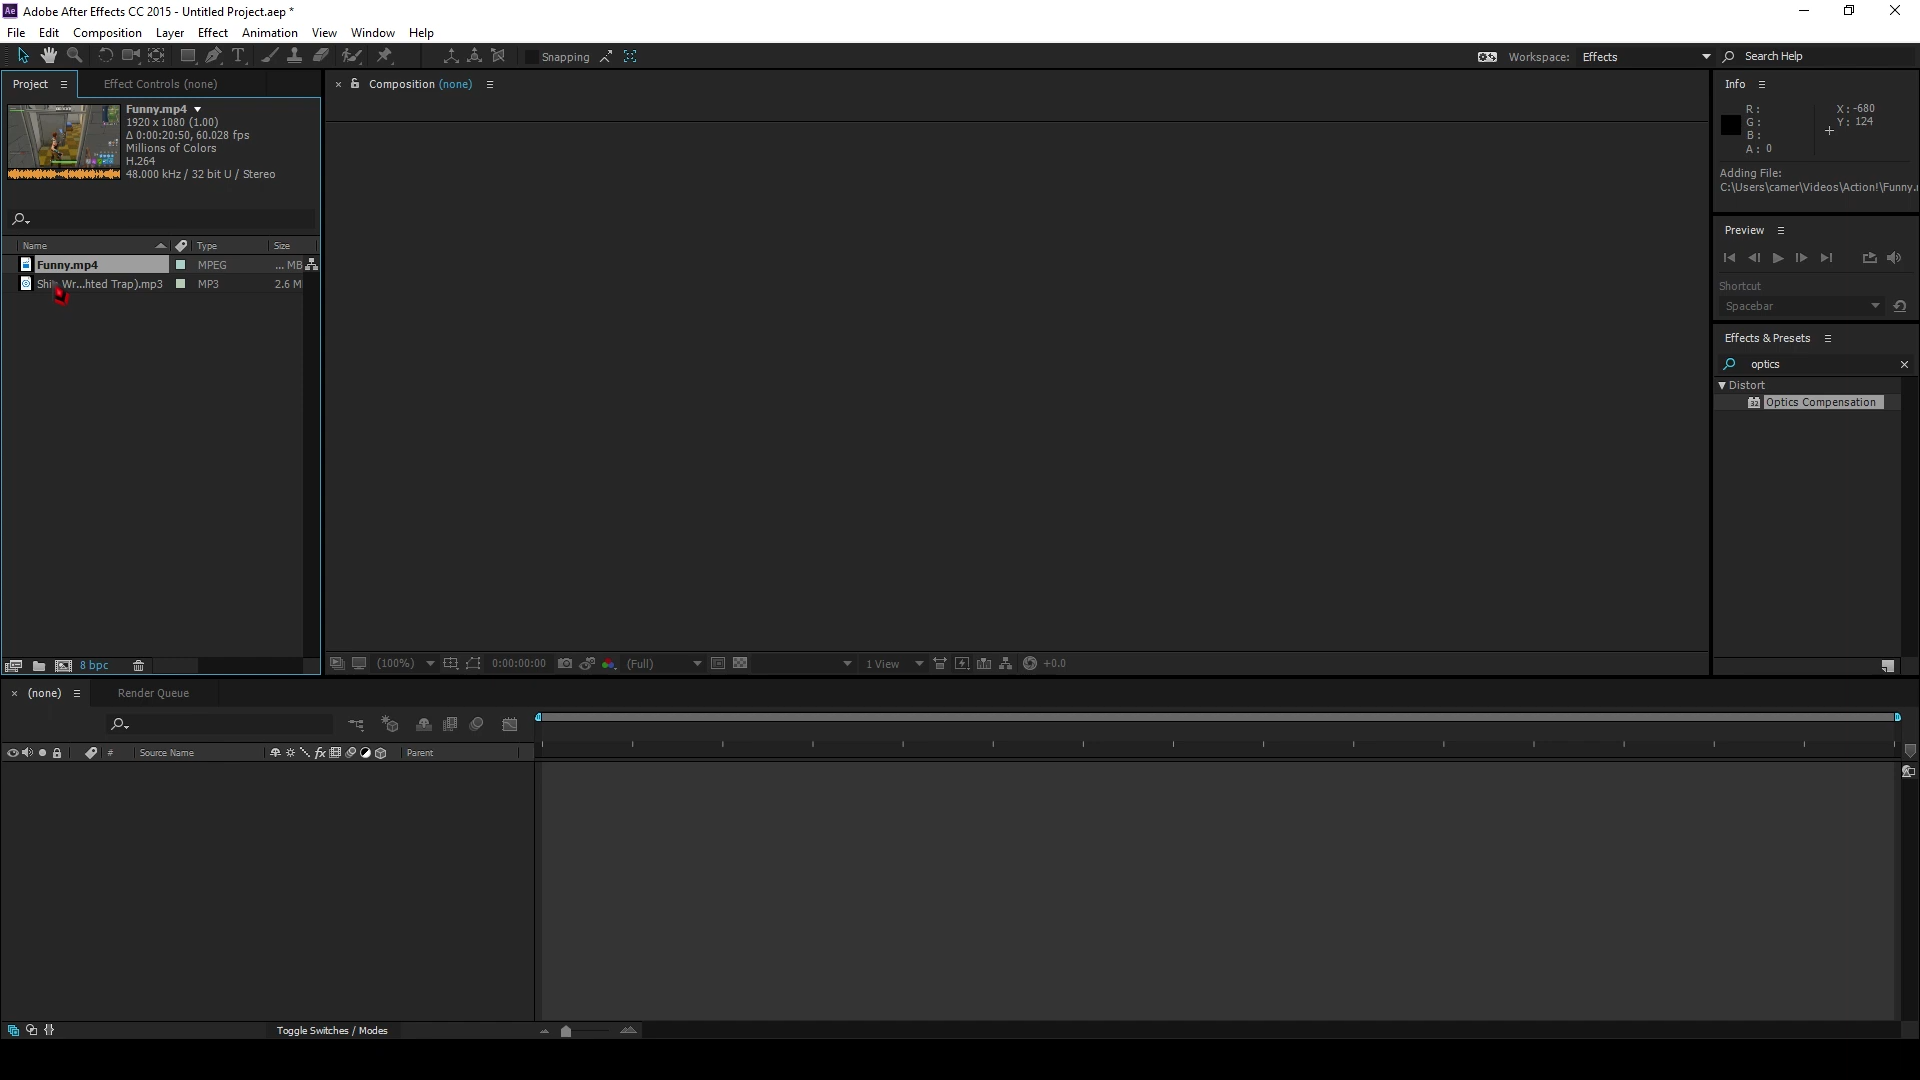 Adobe After Effects CC 2015 - Untitled Project.aep *
File Edit Composition Layer Effect Animation View Window Help
Snapping
Workspace: Effects
Search Help
Project
Effect Controls (none)
Funny.mp4
1920 x 1080 (1.00)
Δ 0:00:20:50, 60.028 fps
Millions of Colors
H.264
48.000 kHz / 32 bit U / Stereo
Name Type Size
Funny.mp4 MPEG ... MB
Wr...hted Trap).mp3 MP3 2.6 M
8 bpc
Composition (none)
(100%) 0:00:00:00 (Full) 1 View +0.0
Info
R: X: -680
G: Y: 124
B:
A: 0
Adding File:
C:\Users\camer\Videos\Action!\Funny.
Preview
Shortcut
Spacebar
Effects & Presets
optics
Distort
32 Optics Compensation
(none)
Render Queue
# Source Name fx Parent
Toggle Switches / Modes